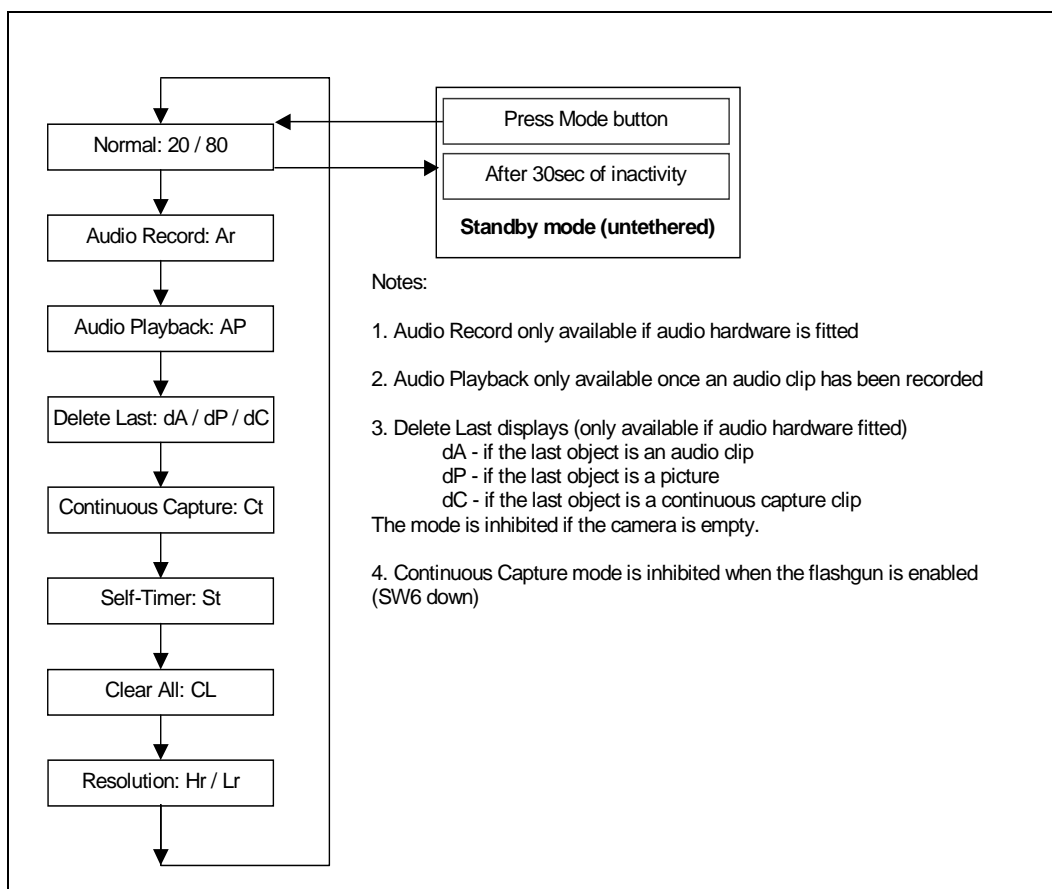 Normal: 20 / 80
Audio Record: Ar
Audio Playback: AP
Delete Last: dA / dP / dC
Continuous Capture: Ct
Self-Timer: St
Clear All: CL
Resolution: Hr / Lr
Press Mode button
After 30sec of inactivity
Standby mode (untethered)
Notes:
1. Audio Record only available if audio hardware is fitted
2. Audio Playback only available once an audio clip has been recorded
3. Delete Last displays (only available if audio hardware fitted)
dA - if the last object is an audio clip
dP - if the last object is a picture
dC - if the last object is a continuous capture clip
The mode is inhibited if the camera is empty.
4. Continuous Capture mode is inhibited when the flashgun is enabled
(SW6 down)